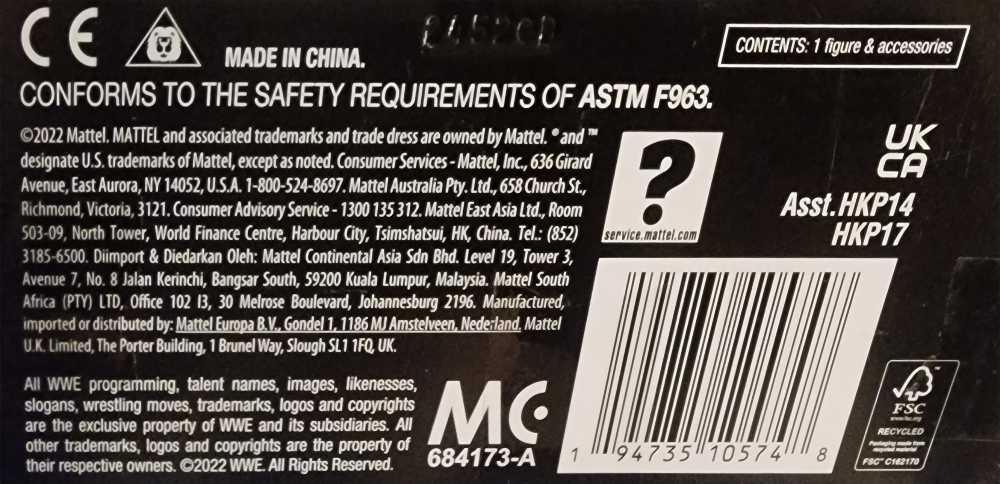 CE
MADE IN CHINA.
CONTENTS: 1 figure & accessories
CONFORMS TO THE SAFETY REQUIREMENTS OF ASTM F963.
©2022 Mattel. MATTEL and associated trademarks and trade dress are owned by Mattel. ® and ™
designate U.S. trademarks of Mattel, except as noted. Consumer Services - Mattel, Inc., 636 Girard
Avenue, East Aurora, NY 14052, U.S.A. 1-800-524-8697. Mattel Australia Pty. Ltd., 658 Church St.,
Richmond, Victoria, 3121. Consumer Advisory Service - 1300 135 312. Mattel East Asia Ltd., Room
503-09, North Tower, World Finance Centre, Harbour City, Tsimshatsui, HK, China. Tel.: (852)
3185-6500. Diimport & Diedarkan Oleh: Mattel Continental Asia Sdn Bhd. Level 19, Tower 3,
Avenue 7, No. 8 Jalan Kerinchi, Bangsar South, 59200 Kuala Lumpur, Malaysia. Mattel South
Africa (PTY) LTD, Office 102 I3, 30 Melrose Boulevard, Johannesburg 2196. Manufactured,
imported or distributed by: Mattel Europa B.V., Gondel 1, 1186 MJ Amstelveen, Nederland. Mattel
U.K. Limited, The Porter Building, 1 Brunel Way, Slough SL1 1FQ, UK.
?
service.mattel.com
UK
CA
Asst.HKP14
HKP17
All WWE programming, talent names, images, likenesses,
slogans, wrestling moves, trademarks, logos and copyrights
are the exclusive property of WWE and its subsidiaries. All
other trademarks, logos and copyrights are the property of
their respective owners. ©2022 WWE. All Rights Reserved.
MC
684173-A
1 94735 10574 8
FSC
www.fsc.org
RECYCLED
Packaging made from
recycled material
FSC™ C162170